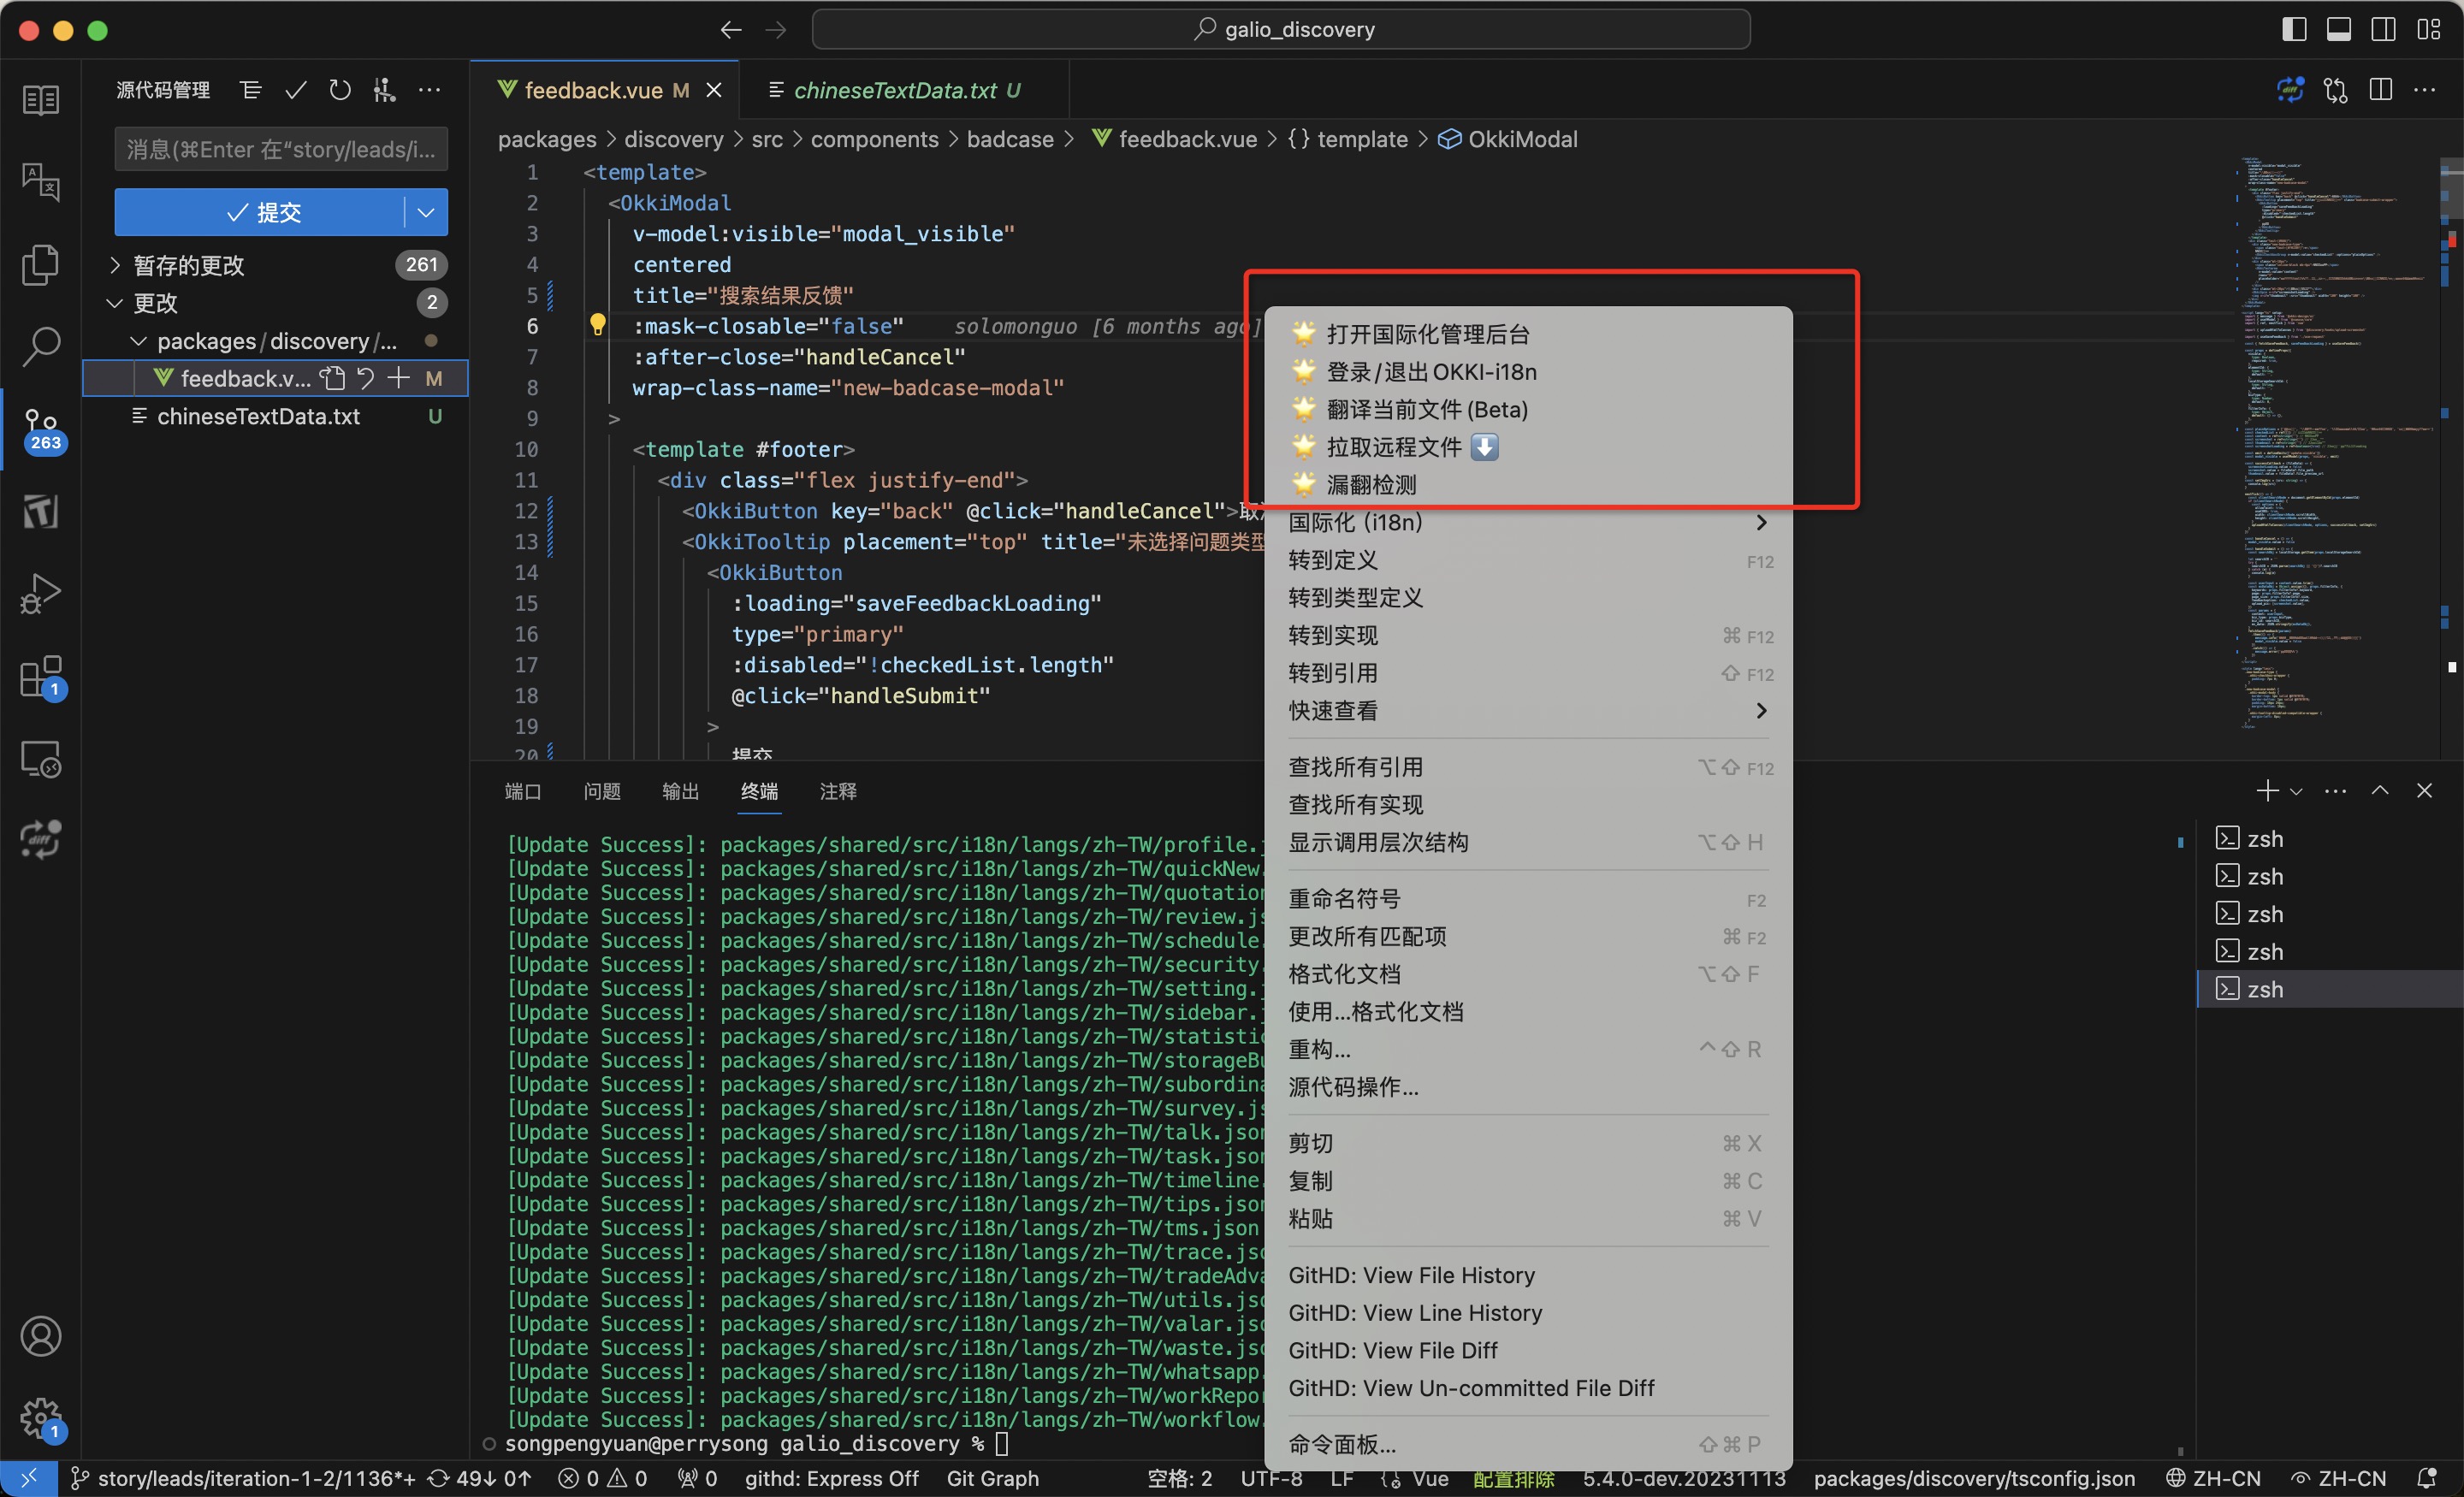 galio_discovery
源代码管理
feedback.vue M
chineseTextData.txt U
消息(⌘Enter 在“story/leads/i...
packages > discovery > src > components > badcase > feedback.vue > {} template > OkkiModal
提交
暂存的更改 261
更改 2
packages/discovery/...
feedback.v... M
chineseTextData.txt U
263
1
1
1 <template>
2 <OkkiModal
3 v-model:visible="modal_visible"
4 centered
5 title="搜索结果反馈"
6 :mask-closable="false" solomonguo [6 months ago]
7 :after-close="handleCancel"
8 wrap-class-name="new-badcase-modal"
9 >
10 <template #footer>
11 <div class="flex justify-end">
12 <OkkiButton key="back" @click="handleCancel">取
13 <OkkiTooltip placement="top" title="未选择问题类型
14 <OkkiButton
15 :loading="saveFeedbackLoading"
16 type="primary"
17 :disabled="!checkedList.length"
18 @click="handleSubmit"
19 >
20 提交
🌟 打开国际化管理后台
🌟 登录/退出OKKI-i18n
🌟 翻译当前文件(Beta)
🌟 拉取远程文件 ⬇️
🌟 漏翻检测
国际化 (i18n) >
转到定义 F12
转到类型定义
转到实现 ⌘ F12
转到引用 ⇧ F12
快速查看 >
查找所有引用 ⌥⇧ F12
查找所有实现
显示调用层次结构 ⌥⇧ H
重命名符号 F2
更改所有匹配项 ⌘ F2
格式化文档 ⌥⇧ F
使用...格式化文档
重构... ^⇧ R
源代码操作...
剪切 ⌘ X
复制 ⌘ C
粘贴 ⌘ V
GitHD: View File History
GitHD: View Line History
GitHD: View File Diff
GitHD: View Un-committed File Diff
命令面板... ⇧⌘ P
端口 问题 输出 终端 注释
[Update Success]: packages/shared/src/i18n/langs/zh-TW/profile.
[Update Success]: packages/shared/src/i18n/langs/zh-TW/quickNew
[Update Success]: packages/shared/src/i18n/langs/zh-TW/quotation
[Update Success]: packages/shared/src/i18n/langs/zh-TW/review.js
[Update Success]: packages/shared/src/i18n/langs/zh-TW/schedule.
[Update Success]: packages/shared/src/i18n/langs/zh-TW/security.
[Update Success]: packages/shared/src/i18n/langs/zh-TW/setting.
[Update Success]: packages/shared/src/i18n/langs/zh-TW/sidebar.
[Update Success]: packages/shared/src/i18n/langs/zh-TW/statistic
[Update Success]: packages/shared/src/i18n/langs/zh-TW/storageBu
[Update Success]: packages/shared/src/i18n/langs/zh-TW/subordina
[Update Success]: packages/shared/src/i18n/langs/zh-TW/survey.js
[Update Success]: packages/shared/src/i18n/langs/zh-TW/talk.json
[Update Success]: packages/shared/src/i18n/langs/zh-TW/task.json
[Update Success]: packages/shared/src/i18n/langs/zh-TW/timeline.
[Update Success]: packages/shared/src/i18n/langs/zh-TW/tips.json
[Update Success]: packages/shared/src/i18n/langs/zh-TW/tms.json
[Update Success]: packages/shared/src/i18n/langs/zh-TW/trace.jso
[Update Success]: packages/shared/src/i18n/langs/zh-TW/tradeAdva
[Update Success]: packages/shared/src/i18n/langs/zh-TW/utils.jso
[Update Success]: packages/shared/src/i18n/langs/zh-TW/valar.jso
[Update Success]: packages/shared/src/i18n/langs/zh-TW/waste.jso
[Update Success]: packages/shared/src/i18n/langs/zh-TW/whatsapp.
[Update Success]: packages/shared/src/i18n/langs/zh-TW/workRepor
[Update Success]: packages/shared/src/i18n/langs/zh-TW/workflow.
songpengyuan@perrysong galio_discovery %
zsh
zsh
zsh
zsh
zsh
story/leads/iteration-1-2/1136*+ 49↓ 0↑ 0 0 0 githd: Express Off Git Graph 空格: 2 UTF-8 LF Vue 配置排除 5.4.0-dev.20231113 packages/discovery/tsconfig.json ZH-CN ZH-CN